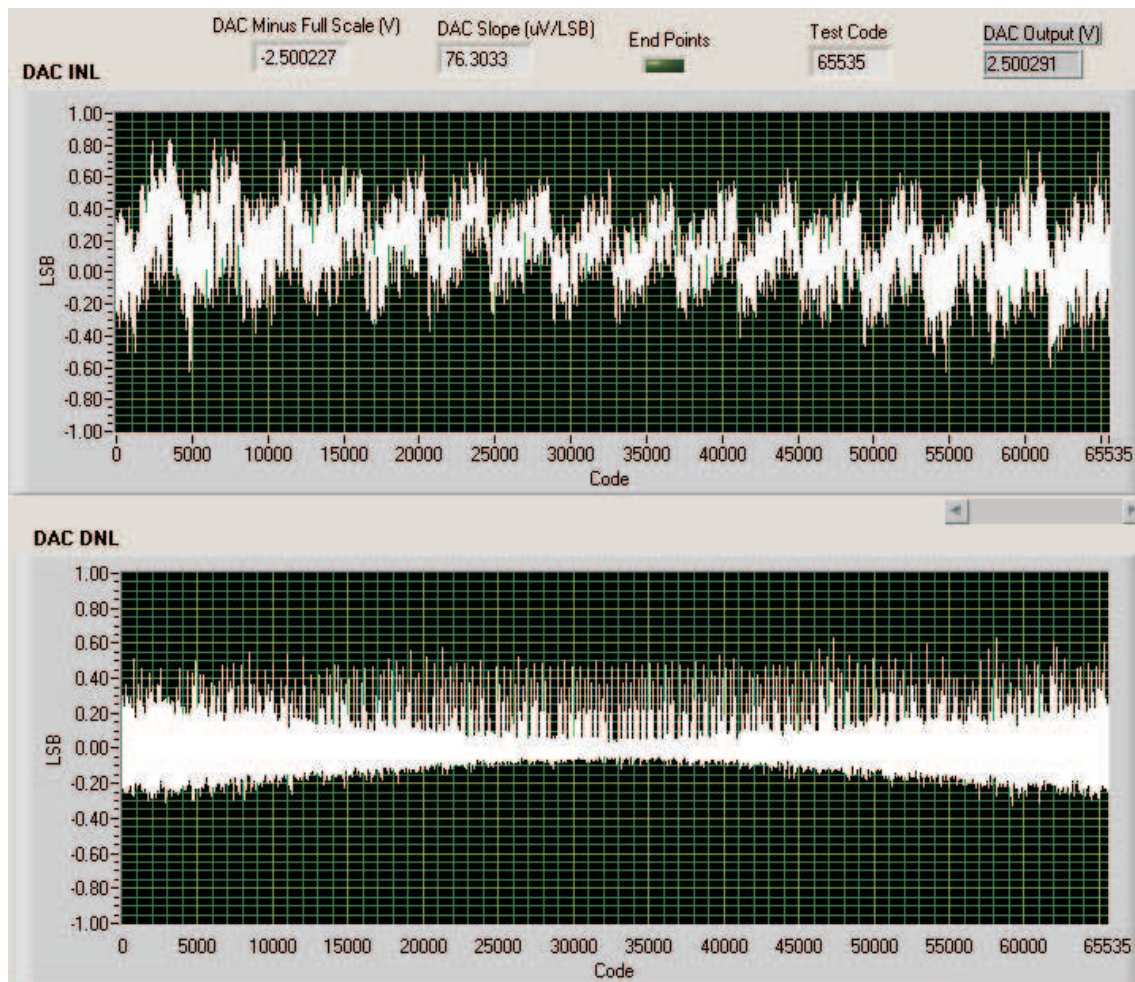 DAC Minus Full Scale (V) DAC Slope (uV/LSB) End Points Test Code DAC Output (V)
-2.500227 76.3033 65535 2.500291
DAC INL
1.00
0.80
0.60
0.40
0.20
0.00
-0.20
-0.40
-0.60
-0.80
-1.00
LSB
0 5000 10000 15000 20000 25000 30000 35000 40000 45000 50000 55000 60000 65535
Code
DAC DNL
1.00
0.80
0.60
0.40
0.20
0.00
-0.20
-0.40
-0.60
-0.80
-1.00
LSB
0 5000 10000 15000 20000 25000 30000 35000 40000 45000 50000 55000 60000 65535
Code